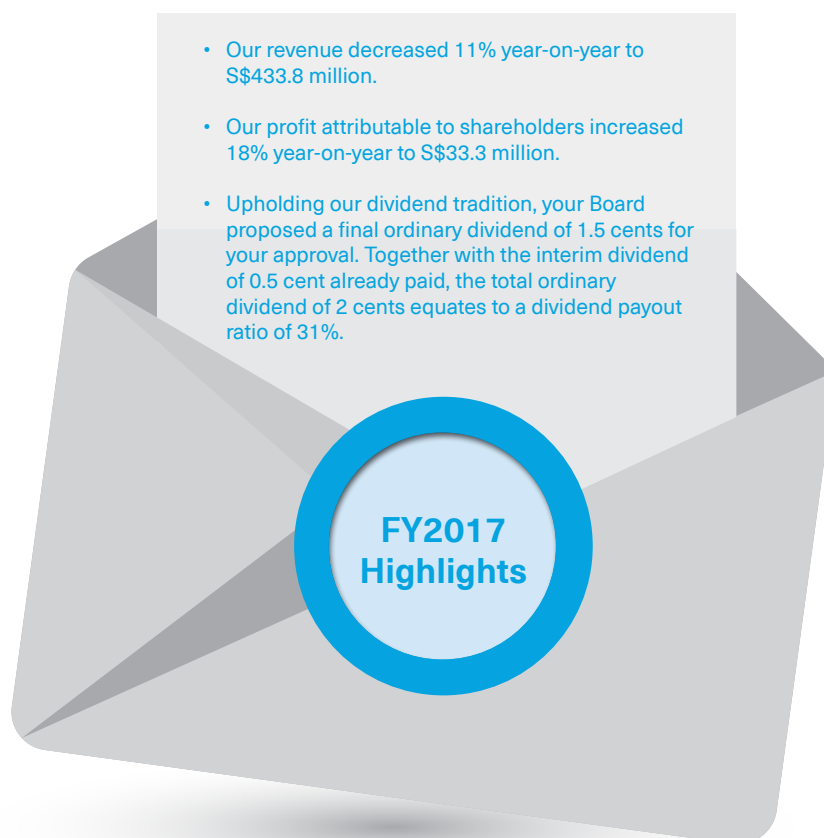 • Our revenue decreased 11% year-on-year to
S$433.8 million.
• Our profit attributable to shareholders increased
18% year-on-year to S$33.3 million.
• Upholding our dividend tradition, your Board
proposed a final ordinary dividend of 1.5 cents for
your approval. Together with the interim dividend
of 0.5 cent already paid, the total ordinary
dividend of 2 cents equates to a dividend payout
ratio of 31%.
FY2017
Highlights